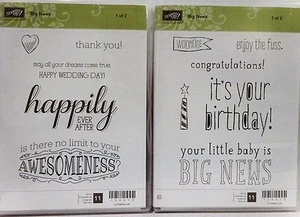 Big News
1 of 2
thank you!
may all your dreams come true.
HAPPY WEDDING DAY!
happily
EVER
AFTER
is there no limit to your
AWESOMENESS?
11
Big News
2 of 2
WOOHOO!
enjoy the fuss.
congratulations!
it's your
birthday!
your little baby is
BIG NEWS
11